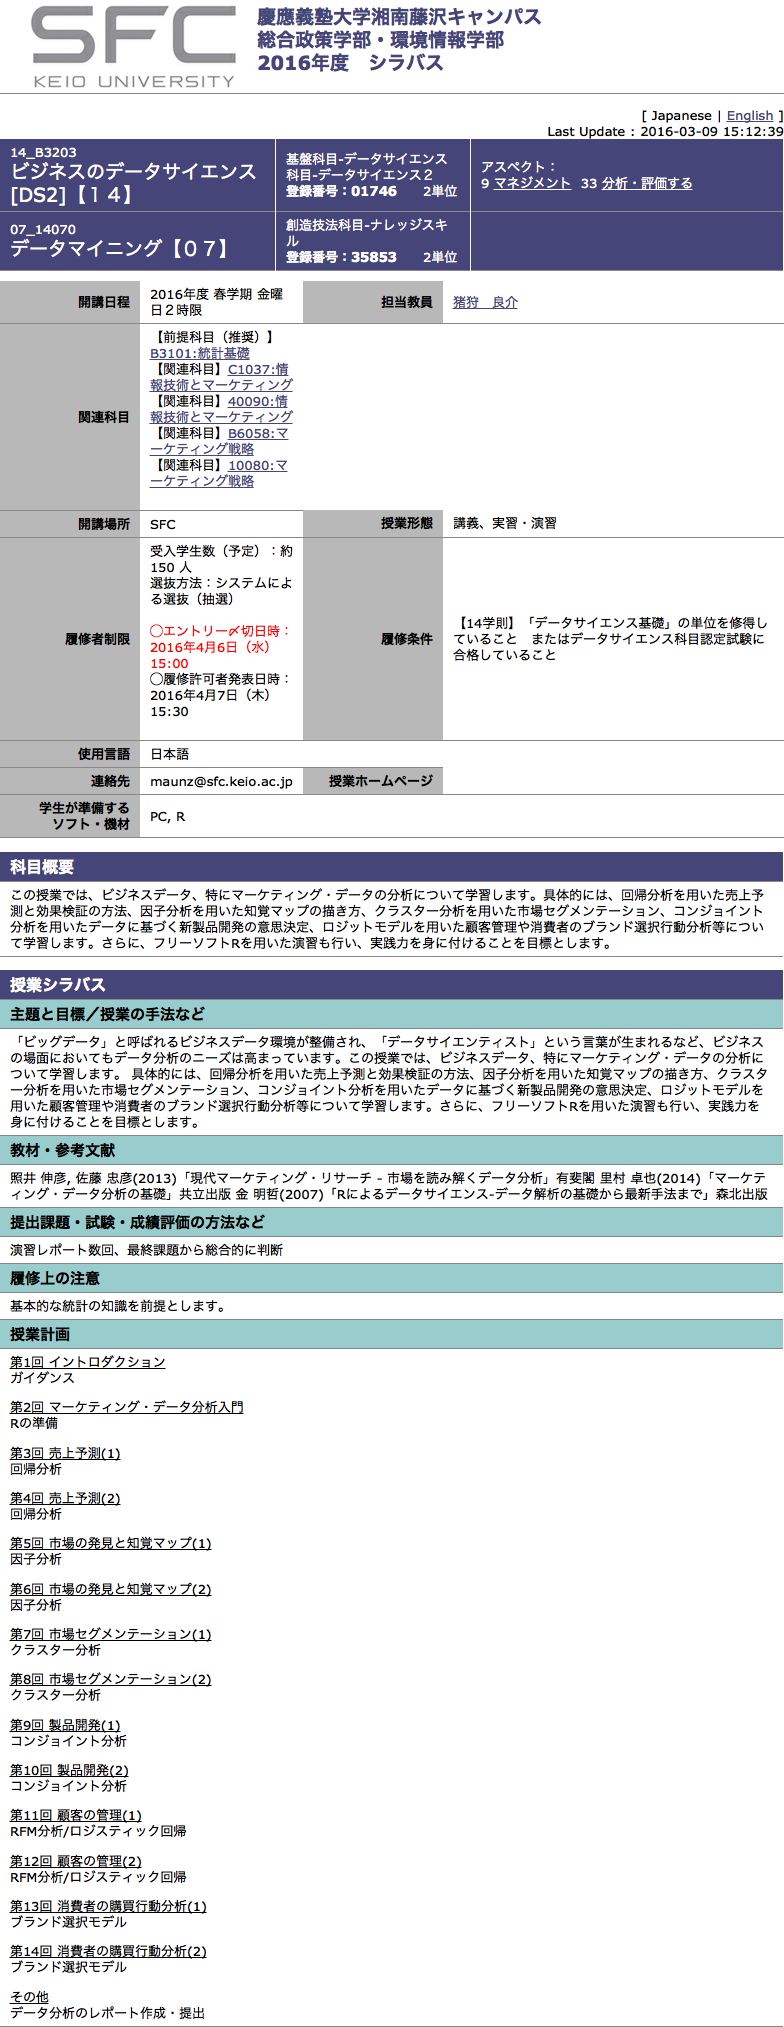 SFC
KEIO UNIVERSITY
慶應義塾大学湘南藤沢キャンパス
総合政策学部・環境情報学部
2016年度　シラバス
[ Japanese | English ]
Last Update : 2016-03-09 15:12:39
14_B3203
ビジネスのデータサイエンス
[DS2]【１４】
基盤科目-データサイエンス
科目-データサイエンス２
登録番号：01746　　2単位
アスペクト：
9 マネジメント　33 分析・評価する
07_14070
データマイニング【０７】
創造技法科目-ナレッジスキ
ル
登録番号：35853　　2単位
開講日程
2016年度 春学期 金曜
日２時限
担当教員
猪狩　良介
関連科目
【前提科目（推奨）】
B3101:統計基礎
【関連科目】C1037:情
報技術とマーケティング
【関連科目】40090:情
報技術とマーケティング
【関連科目】B6058:マ
ーケティング戦略
【関連科目】10080:マ
ーケティング戦略
開講場所
SFC
授業形態
講義、実習・演習
履修者制限
受入学生数（予定）：約
150 人
選抜方法：システムによ
る選抜（抽選）
◯エントリー〆切日時：
2016年4月6日（水）
15:00
◯履修許可者発表日時：
2016年4月7日（木）
15:30
履修条件
【14学則】「データサイエンス基礎」の単位を修得し
ていること　またはデータサイエンス科目認定試験に
合格していること
使用言語
日本語
連絡先
maunz@sfc.keio.ac.jp
授業ホームページ
学生が準備する
ソフト・機材
PC, R
科目概要
この授業では、ビジネスデータ、特にマーケティング・データの分析について学習します。具体的には、回帰分析を用いた売上予
測と効果検証の方法、因子分析を用いた知覚マップの描き方、クラスター分析を用いた市場セグメンテーション、コンジョイント
分析を用いたデータに基づく新製品開発の意思決定、ロジットモデルを用いた顧客管理や消費者のブランド選択行動分析等につい
て学習します。さらに、フリーソフトRを用いた演習も行い、実践力を身に付けることを目標とします。
授業シラバス
主題と目標／授業の手法など
「ビッグデータ」と呼ばれるビジネスデータ環境が整備され、「データサイエンティスト」という言葉が生まれるなど、ビジネス
の場面においてもデータ分析のニーズは高まっています。この授業では、ビジネスデータ、特にマーケティング・データの分析に
ついて学習します。 具体的には、回帰分析を用いた売上予測と効果検証の方法、因子分析を用いた知覚マップの描き方、クラスタ
ー分析を用いた市場セグメンテーション、コンジョイント分析を用いたデータに基づく新製品開発の意思決定、ロジットモデルを
用いた顧客管理や消費者のブランド選択行動分析等について学習します。さらに、フリーソフトRを用いた演習も行い、実践力を
身に付けることを目標とします。
教材・参考文献
照井 伸彦, 佐藤 忠彦(2013)「現代マーケティング・リサーチ - 市場を読み解くデータ分析」有斐閣 里村 卓也(2014)「マーケテ
ィング・データ分析の基礎」共立出版 金 明哲(2007)「Rによるデータサイエンス-データ解析の基礎から最新手法まで」森北出版
提出課題・試験・成績評価の方法など
演習レポート数回、最終課題から総合的に判断
履修上の注意
基本的な統計の知識を前提とします。
授業計画
第1回 イントロダクション
ガイダンス
第2回 マーケティング・データ分析入門
Rの準備
第3回 売上予測(1)
回帰分析
第4回 売上予測(2)
回帰分析
第5回 市場の発見と知覚マップ(1)
因子分析
第6回 市場の発見と知覚マップ(2)
因子分析
第7回 市場セグメンテーション(1)
クラスター分析
第8回 市場セグメンテーション(2)
クラスター分析
第9回 製品開発(1)
コンジョイント分析
第10回 製品開発(2)
コンジョイント分析
第11回 顧客の管理(1)
RFM分析/ロジスティック回帰
第12回 顧客の管理(2)
RFM分析/ロジスティック回帰
第13回 消費者の購買行動分析(1)
ブランド選択モデル
第14回 消費者の購買行動分析(2)
ブランド選択モデル
その他
データ分析のレポート作成・提出